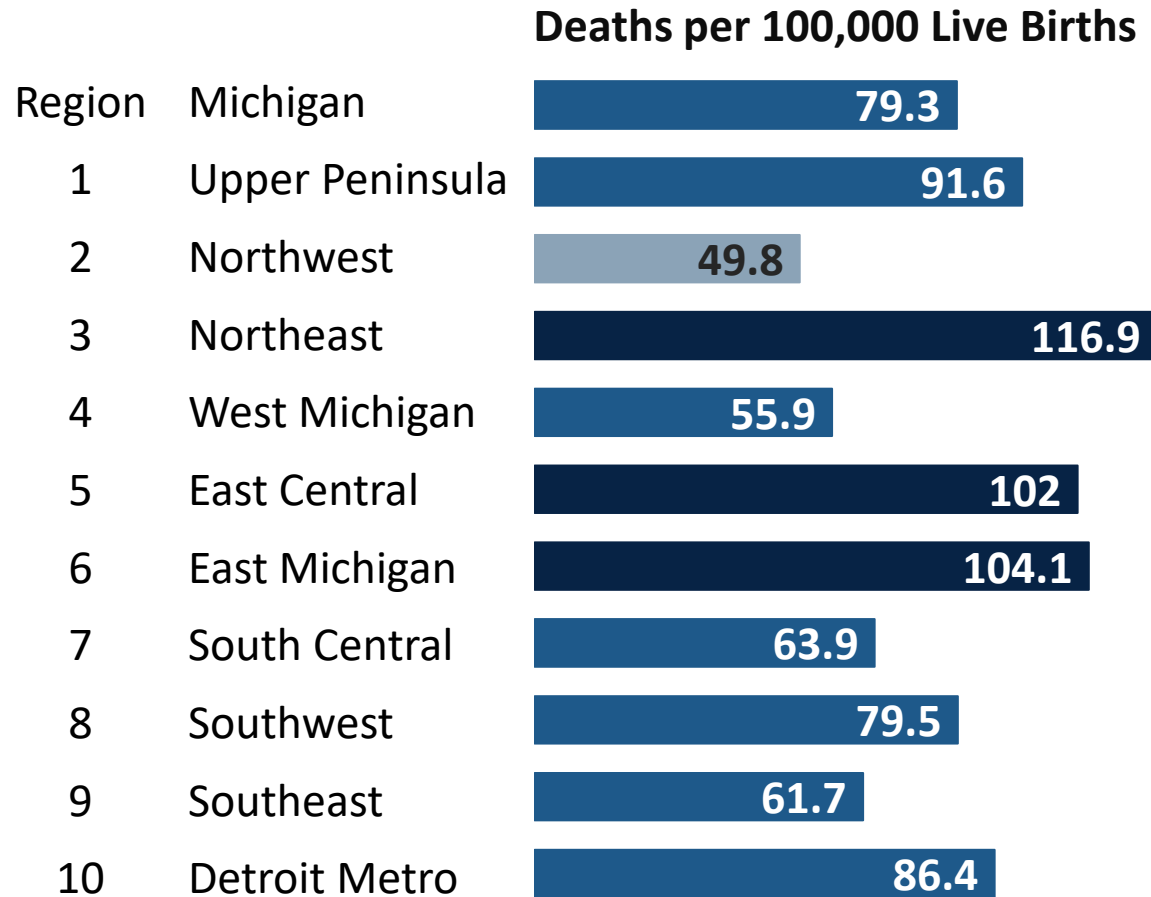 Deaths per 100,000 Live Births
Region Michigan 79.3
1 Upper Peninsula 91.6
2 Northwest 49.8
3 Northeast 116.9
4 West Michigan 55.9
5 East Central 102
6 East Michigan 104.1
7 South Central 63.9
8 Southwest 79.5
9 Southeast 61.7
10 Detroit Metro 86.4